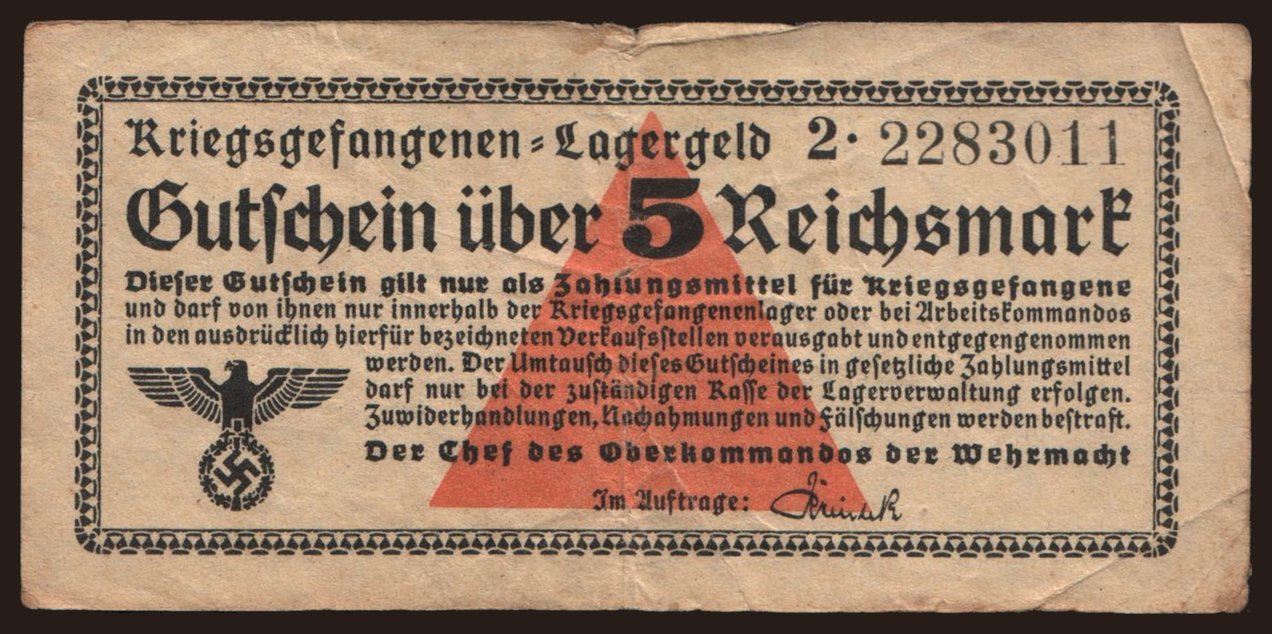 Kriegsgefangenen-Lagergeld 2· 2283011
Gutschein über 5 Reichsmark
Dieser Gutschein gilt nur als Zahlungsmittel für Kriegsgefangene
und darf von ihnen nur innerhalb der Kriegsgefangenenlager oder bei Arbeitskommandos
in den ausdrücklich hierfür bezeichneten Verkaufsstellen verausgabt und entgegengenommen
werden. Der Umtausch dieses Gutscheines in gesetzliche Zahlungsmittel
darf nur bei der zuständigen Kasse der Lagerverwaltung erfolgen.
Zuwiderhandlungen, Nachahmungen und Fälschungen werden bestraft.
Der Chef des Oberkommandos der Wehrmacht
Im Auftrage: